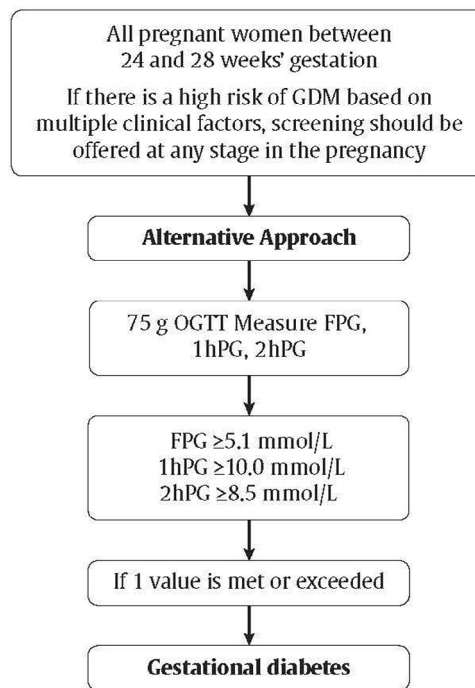 All pregnant women between
24 and 28 weeks' gestation
If there is a high risk of GDM based on
multiple clinical factors, screening should be
offered at any stage in the pregnancy
Alternative Approach
75 g OGTT Measure FPG,
1hPG, 2hPG
FPG ≥5.1 mmol/L
1hPG ≥10.0 mmol/L
2hPG ≥8.5 mmol/L
If 1 value is met or exceeded
Gestational diabetes